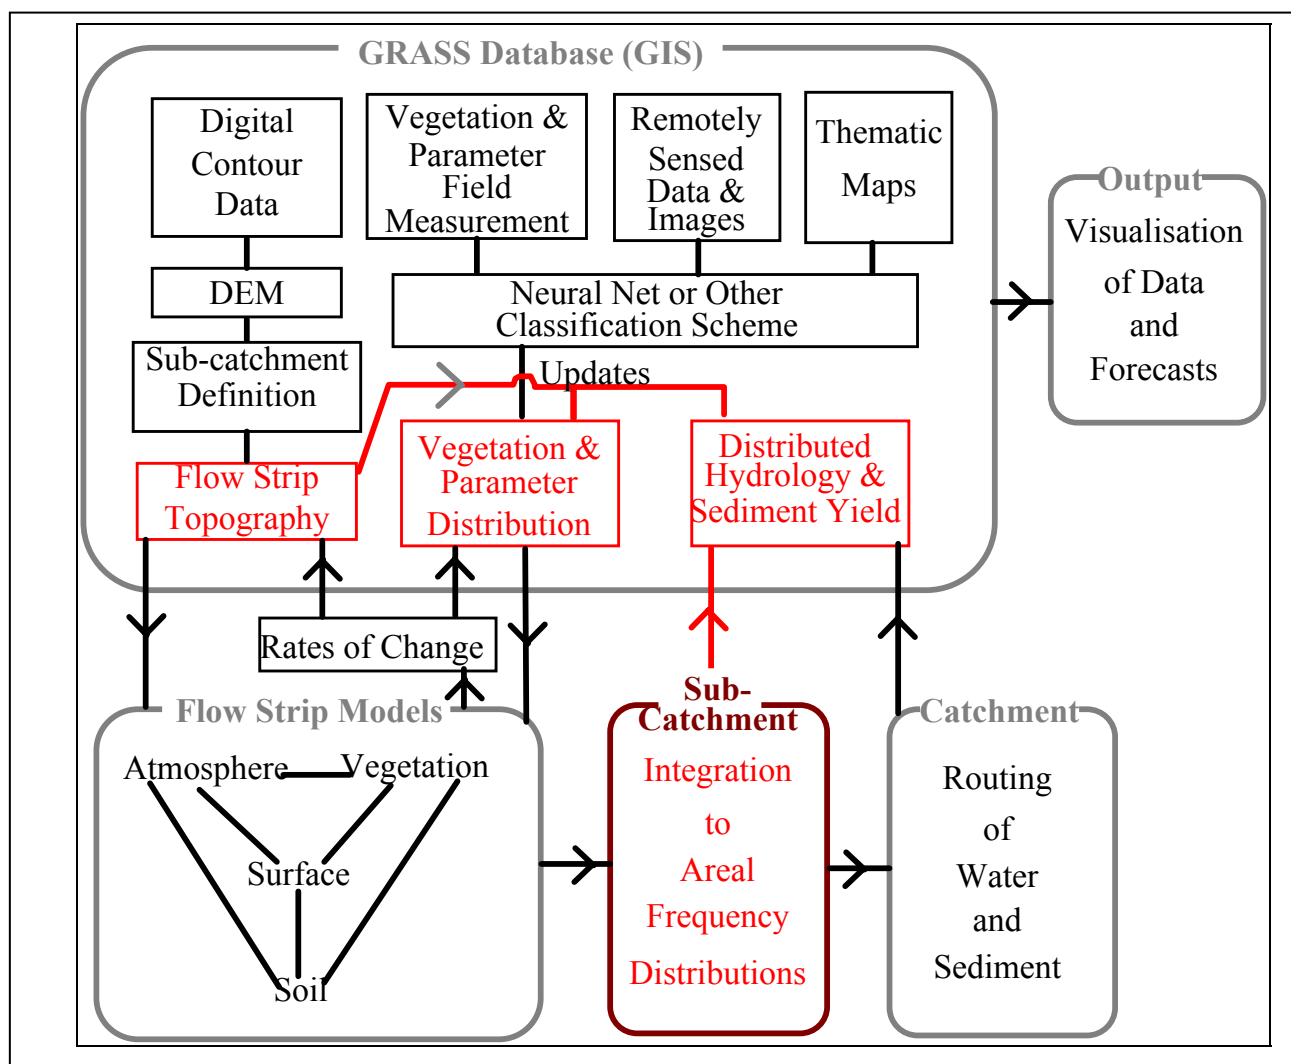 GRASS Database (GIS)
Digital
Contour
Data
Vegetation &
Parameter
Field
Measurement
Remotely
Sensed
Data &
Images
Thematic
Maps
DEM
Neural Net or Other
Classification Scheme
Sub-catchment
Definition
Updates
Flow Strip
Topography
Vegetation &
Parameter
Distribution
Distributed
Hydrology &
Sediment Yield
Output
Visualisation
of Data
and
Forecasts
Rates of Change
Flow Strip Models
Atmosphere
Vegetation
Surface
Soil
Sub-
Catchment
Integration
to
Areal
Frequency
Distributions
Catchment
Routing
of
Water
and
Sediment